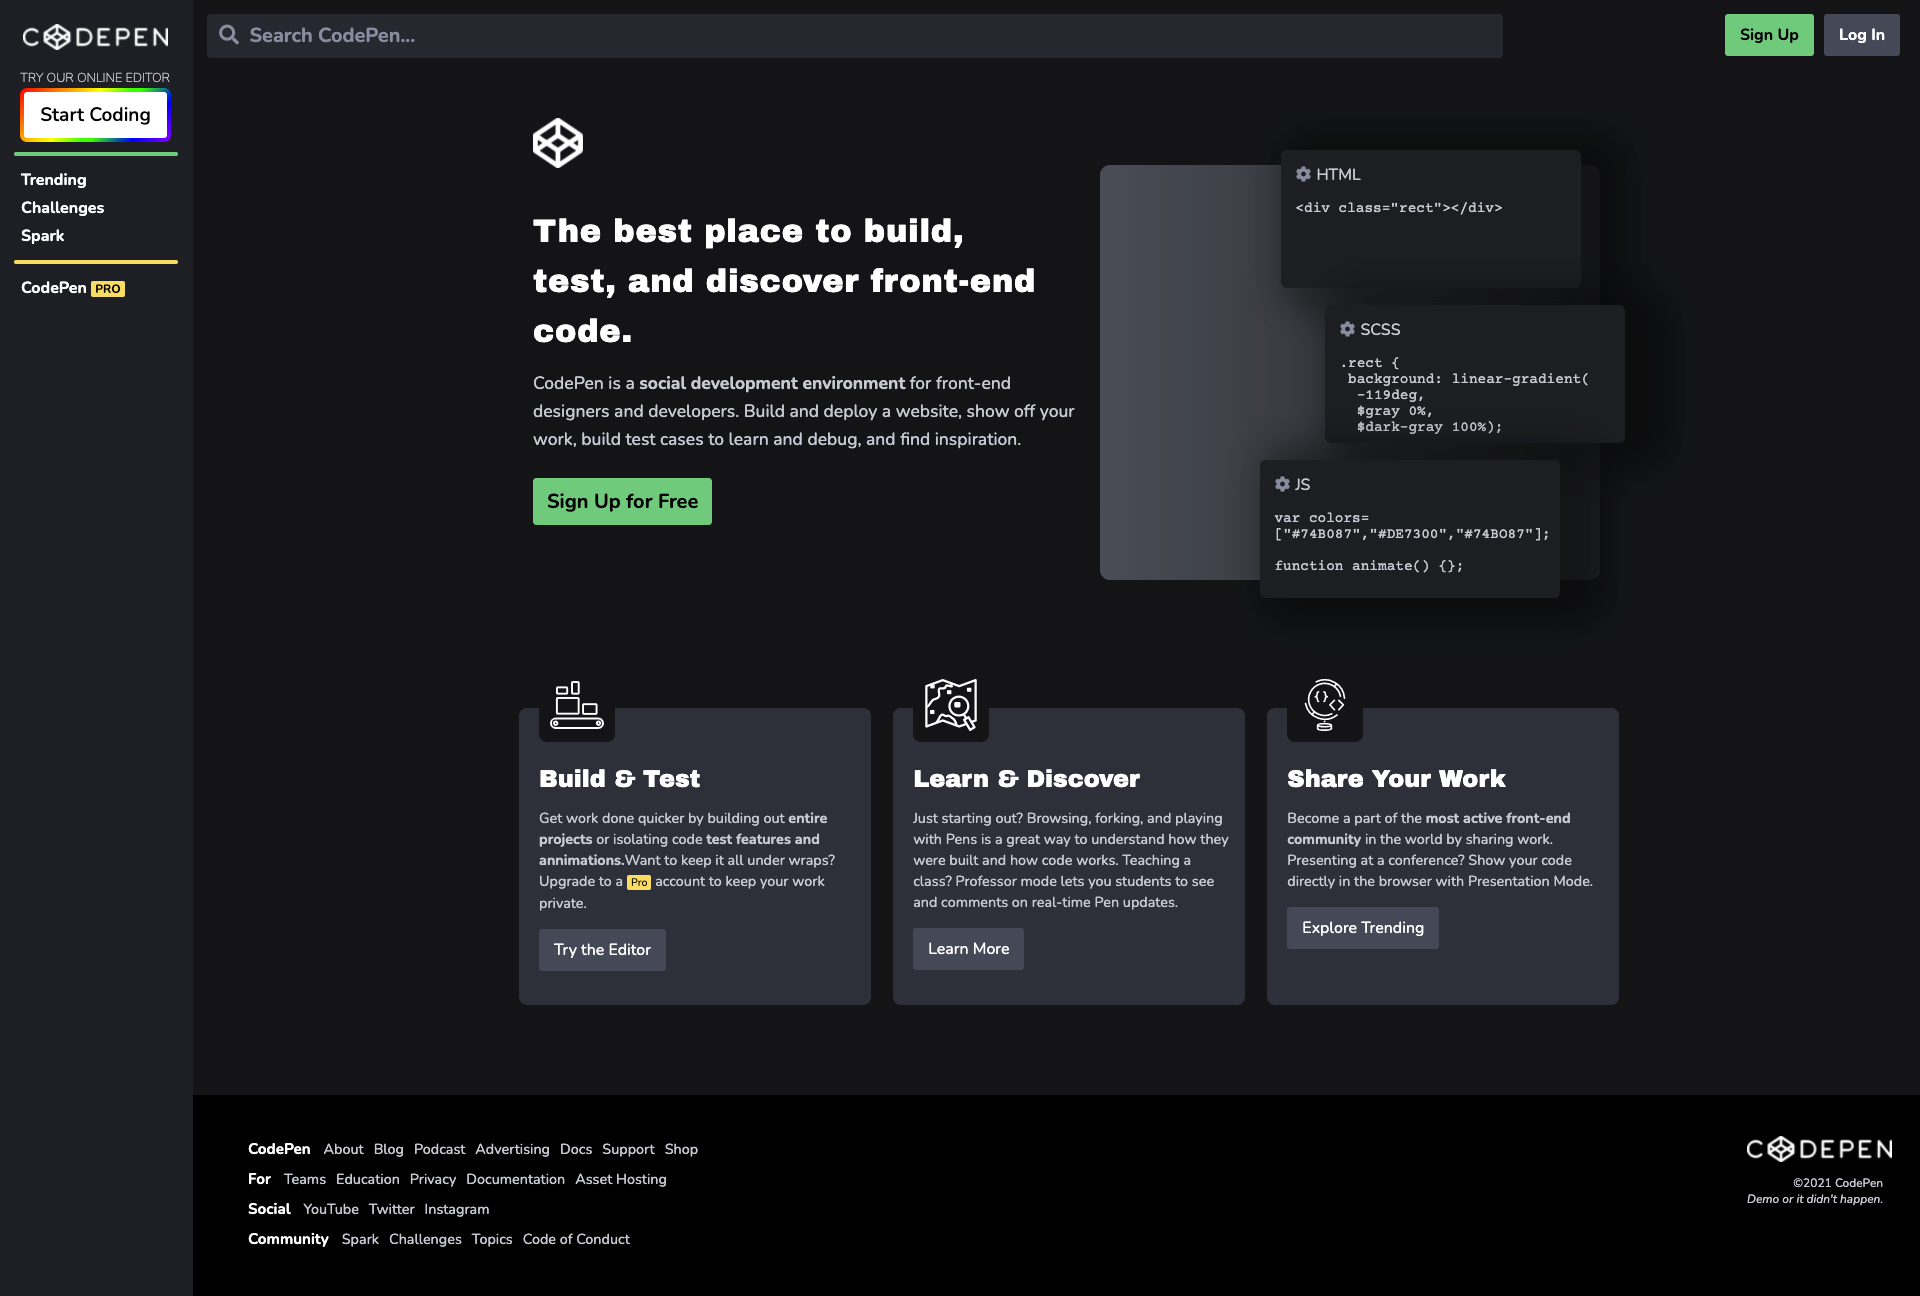 CODEPEN
TRY OUR ONLINE EDITOR
Start Coding
Trending
Challenges
Spark
CodePen PRO
Search CodePen...
Sign Up
Log In
The best place to build,
test, and discover front-end
code.
CodePen is a social development environment for front-end
designers and developers. Build and deploy a website, show off your
work, build test cases to learn and debug, and find inspiration.
Sign Up for Free
HTML
<div class="rect"></div>
SCSS
.rect {
background: linear-gradient(
-119deg,
$gray 0%,
$dark-gray 100%);
JS
var colors=
["#74B087","#DE7300","#74BO87"];
function animate() {};
Build & Test
Get work done quicker by building out entire
projects or isolating code test features and
annimations.Want to keep it all under wraps?
Upgrade to a Pro account to keep your work
private.
Try the Editor
Learn & Discover
Just starting out? Browsing, forking, and playing
with Pens is a great way to understand how they
were built and how code works. Teaching a
class? Professor mode lets you students to see
and comments on real-time Pen updates.
Learn More
Share Your Work
Become a part of the most active front-end
community in the world by sharing work.
Presenting at a conference? Show your code
directly in the browser with Presentation Mode.
Explore Trending
CodePen About Blog Podcast Advertising Docs Support Shop
For Teams Education Privacy Documentation Asset Hosting
Social YouTube Twitter Instagram
Community Spark Challenges Topics Code of Conduct
CODEPEN
©2021 CodePen
Demo or it didn't happen.